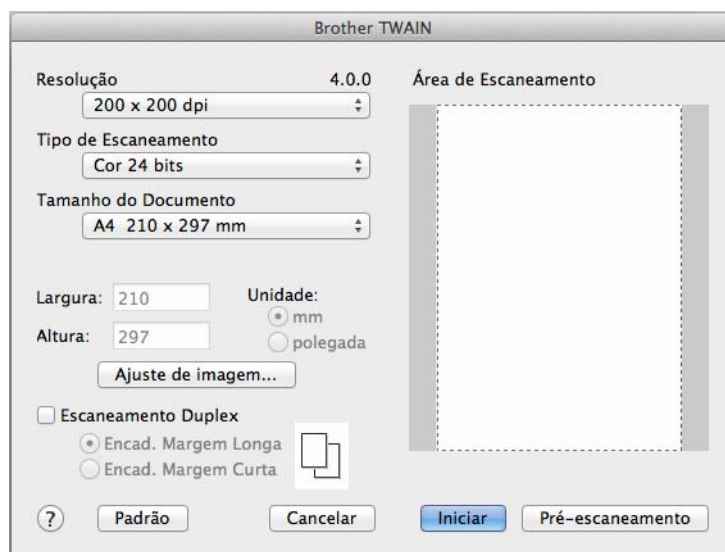 Brother TWAIN
Resolução 4.0.0
200 x 200 dpi
Tipo de Escaneamento
Cor 24 bits
Tamanho do Documento
A4 210 x 297 mm
Largura: 210
Altura: 297
Unidade:
mm
polegada
Ajuste de imagem...
Escaneamento Duplex
Encad. Margem Longa
Encad. Margem Curta
Área de Escaneamento
? Padrão Cancelar Iniciar Pré-escaneamento